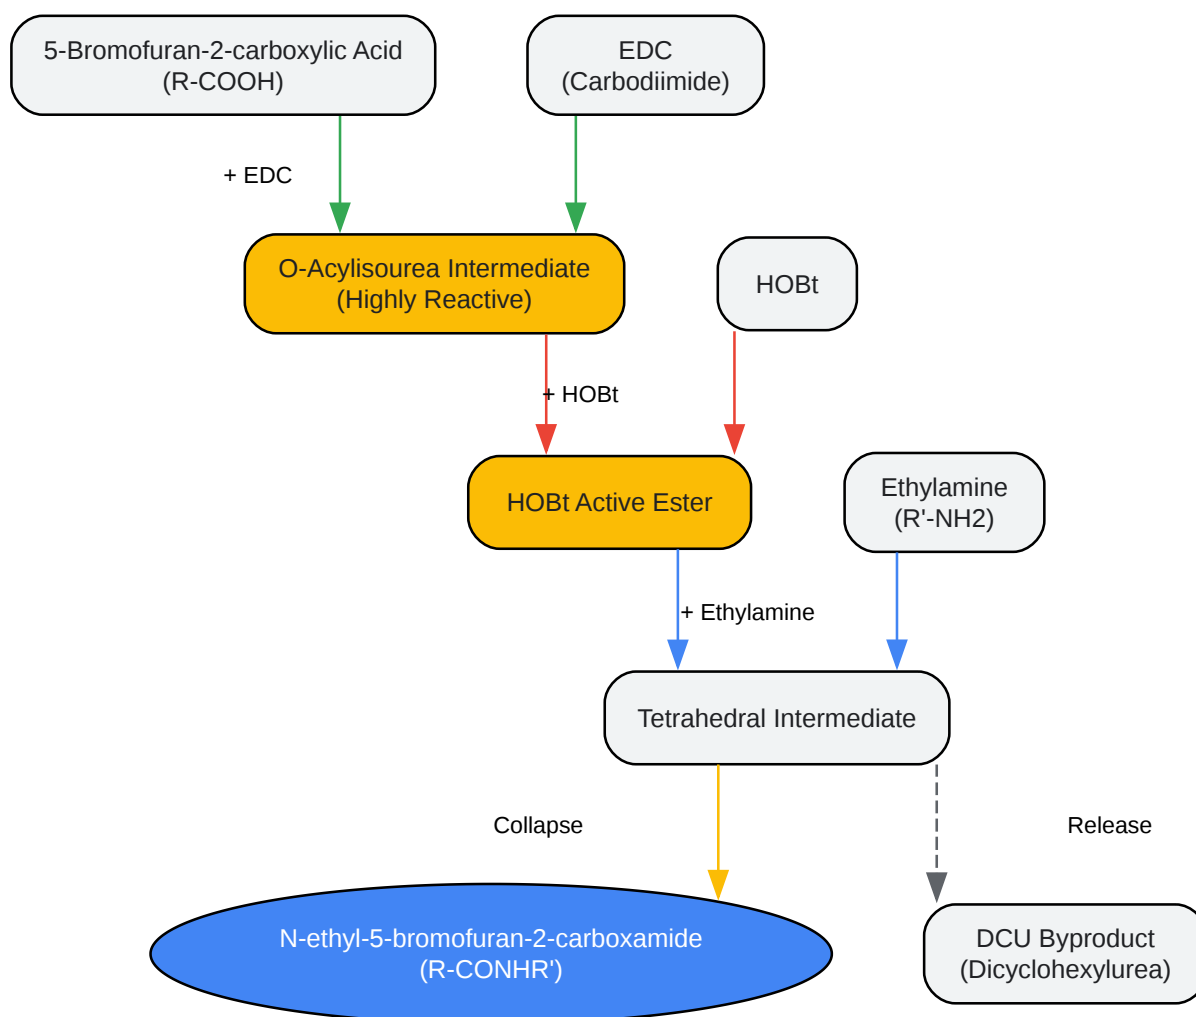 5-Bromofuran-2-carboxylic Acid
(R-COOH)
EDC
(Carbodiimide)
+ EDC
O-Acylisourea Intermediate
(Highly Reactive)
HOBt
+ HOBt
HOBt Active Ester
Ethylamine
(R'-NH2)
+ Ethylamine
Tetrahedral Intermediate
Collapse
Release
N-ethyl-5-bromofuran-2-carboxamide
(R-CONHR')
DCU Byproduct
(Dicyclohexylurea)